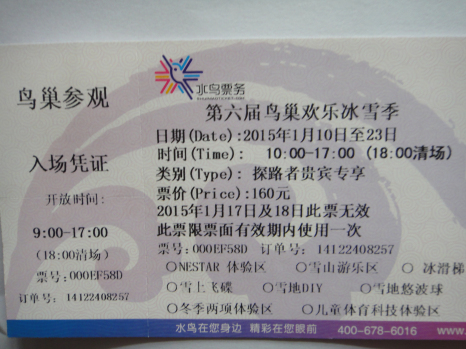 鸟巢参观
入场凭证
开放时间:
9:00-17:00
(18:00清场)
票号:000EF58D
订单号: 14122408257
水鸟票务
第六届鸟巢欢乐冰雪季
日期(Date):2015年1月10日至23日
时间(Time): 10:00-17:00 (18:00清场)
类别(Type): 探路者贵宾专享
票价(Price):160元
2015年1月17日及18日此票无效
此票限票面有效期内使用一次
票号:000EF58D 订单号: 14122408257
○NESTAR 体验区 ○雪山游乐区 ○ 冰滑梯
○雪上飞碟 ○雪地DIY ○雪地悠波球
○冬季两项体验区 ○儿童体育科技体验区
水鸟在您身边 精彩在您眼前 400-678-6016 www.